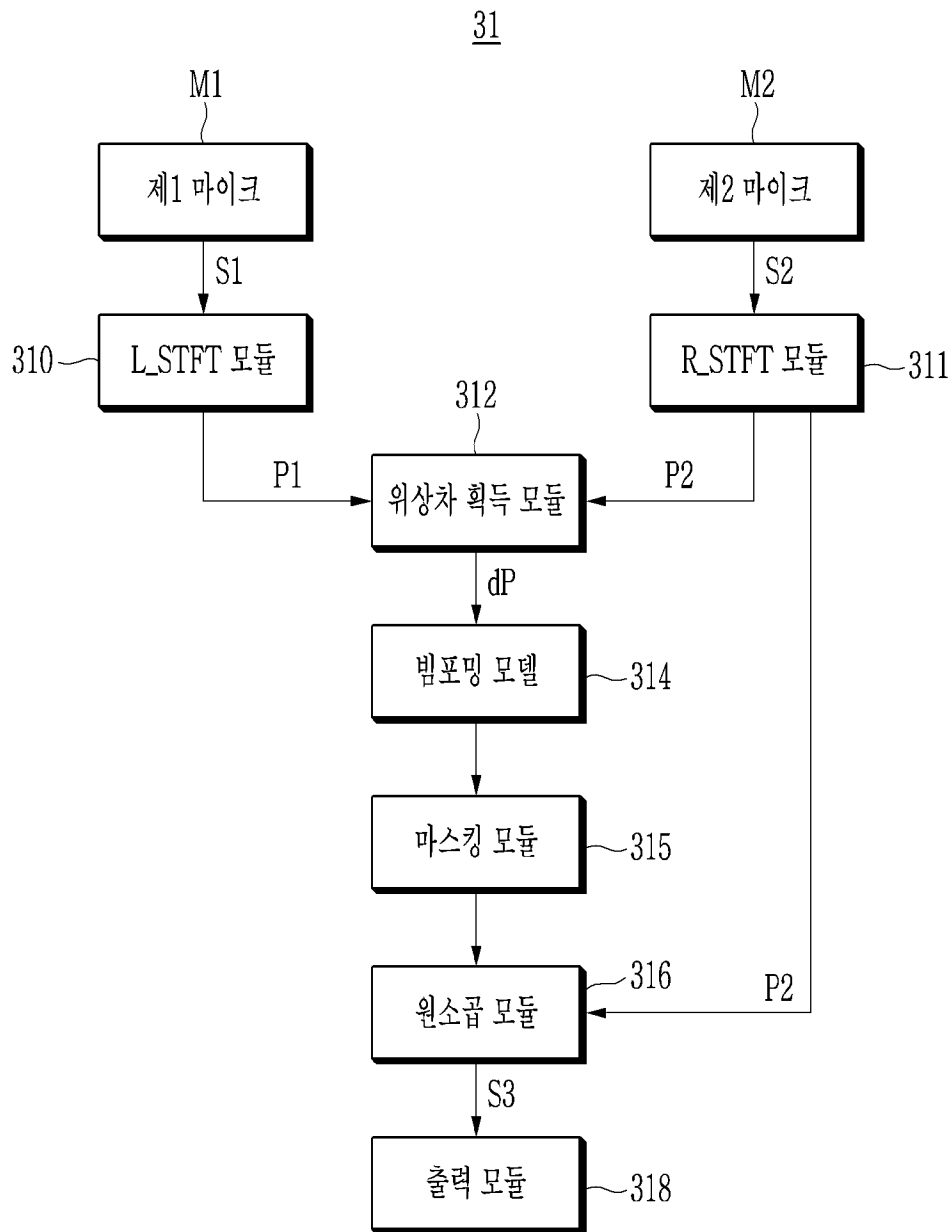 31
M1
M2
제1 마이크
제2 마이크
S1
S2
310
L_STFT 모듈
R_STFT 모듈
311
312
P1
위상차 획득 모듈
P2
dP
빔포밍 모델
314
마스킹 모듈
315
원소곱 모듈
316
P2
S3
출력 모듈
318